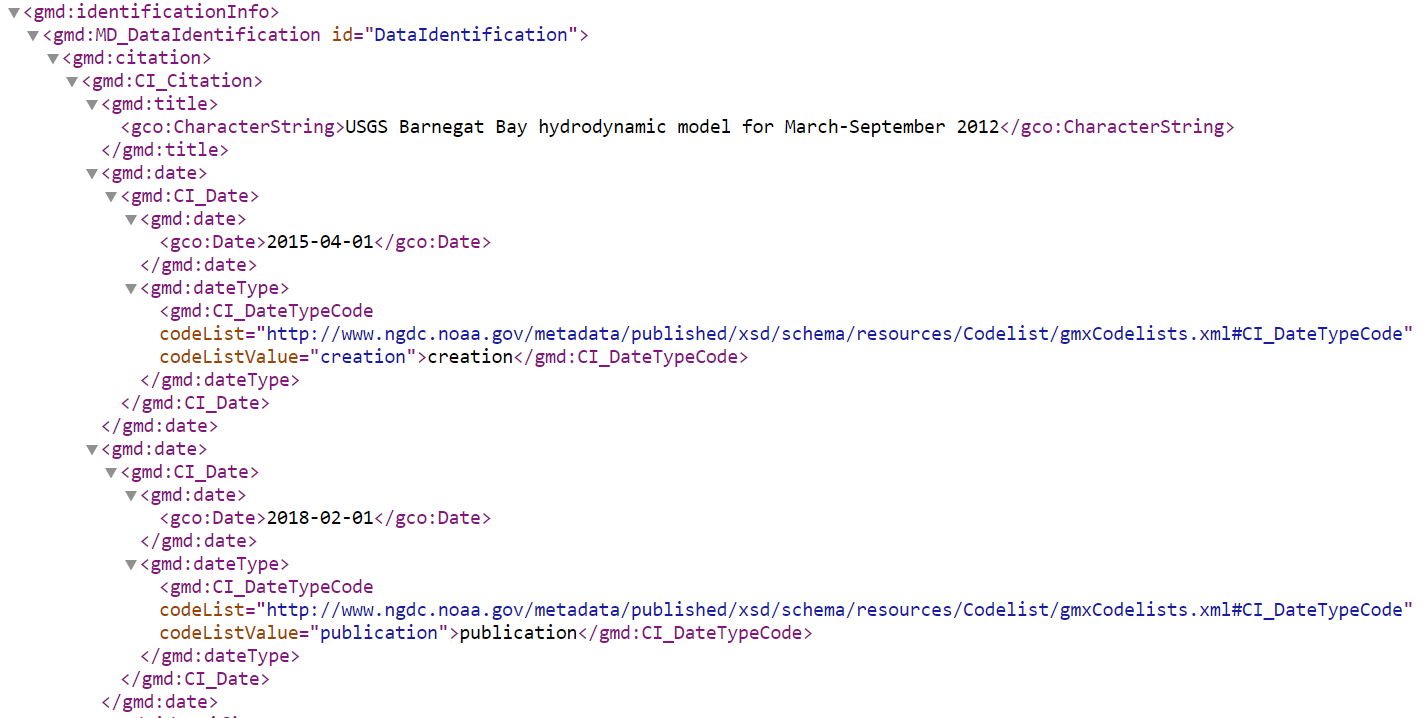 <gmd:identificationInfo>
<gmd:MD_DataIdentification id="DataIdentification">
<gmd:citation>
<gmd:CI_Citation>
<gmd:title>
<gco:CharacterString>USGS Barnegat Bay hydrodynamic model for March-September 2012</gco:CharacterString>
</gmd:title>
<gmd:date>
<gmd:CI_Date>
<gmd:date>
<gco:Date>2015-04-01</gco:Date>
</gmd:date>
<gmd:dateType>
<gmd:CI_DateTypeCode
codeList="http://www.ngdc.noaa.gov/metadata/published/xsd/schema/resources/Codelist/gmxCodelists.xml#CI_DateTypeCode"
codeListValue="creation">creation</gmd:CI_DateTypeCode>
</gmd:dateType>
</gmd:CI_Date>
</gmd:date>
<gmd:date>
<gmd:CI_Date>
<gmd:date>
<gco:Date>2018-02-01</gco:Date>
</gmd:date>
<gmd:dateType>
<gmd:CI_DateTypeCode
codeList="http://www.ngdc.noaa.gov/metadata/published/xsd/schema/resources/Codelist/gmxCodelists.xml#CI_DateTypeCode"
codeListValue="publication">publication</gmd:CI_DateTypeCode>
</gmd:dateType>
</gmd:CI_Date>
</gmd:date>